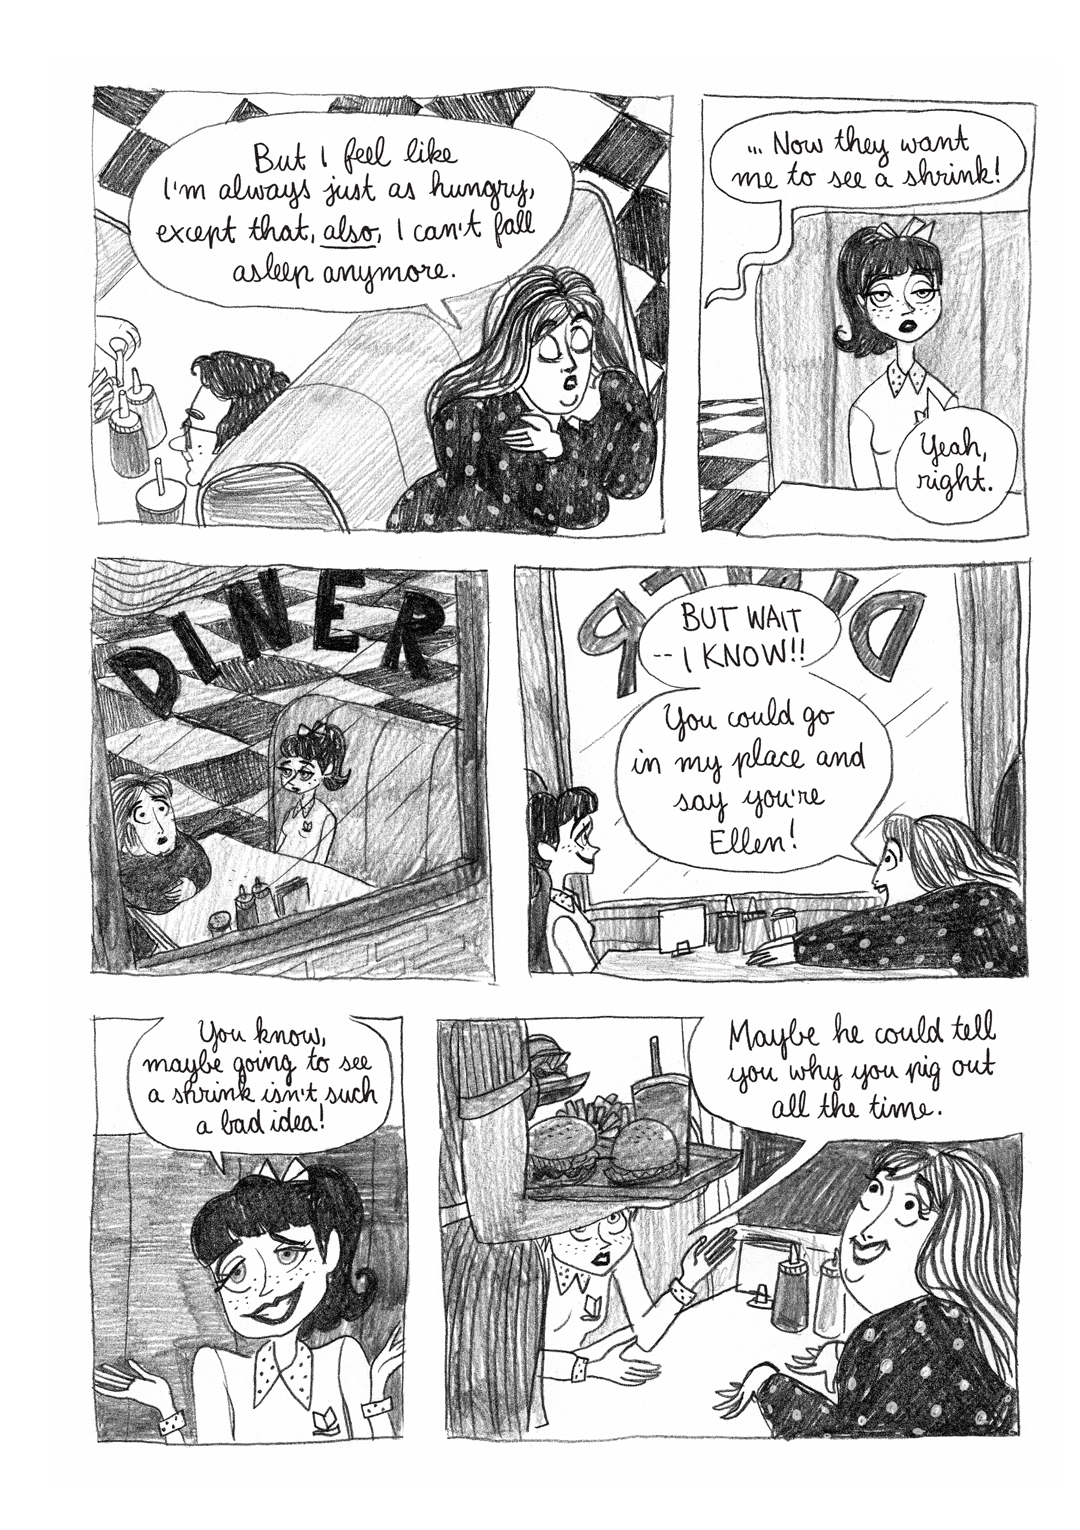 But I feel like
I'm always just as hungry,
except that, also, I can't fall
asleep anymore.
... Now they want
me to see a shrink!
Yeah,
right.
DINER
DINER
BUT WAIT
-- I KNOW!!
You could go
in my place and
say you're
Ellen!
You know,
maybe going to see
a shrink isn't such
a bad idea!
Maybe he could tell
you why you pig out
all the time.